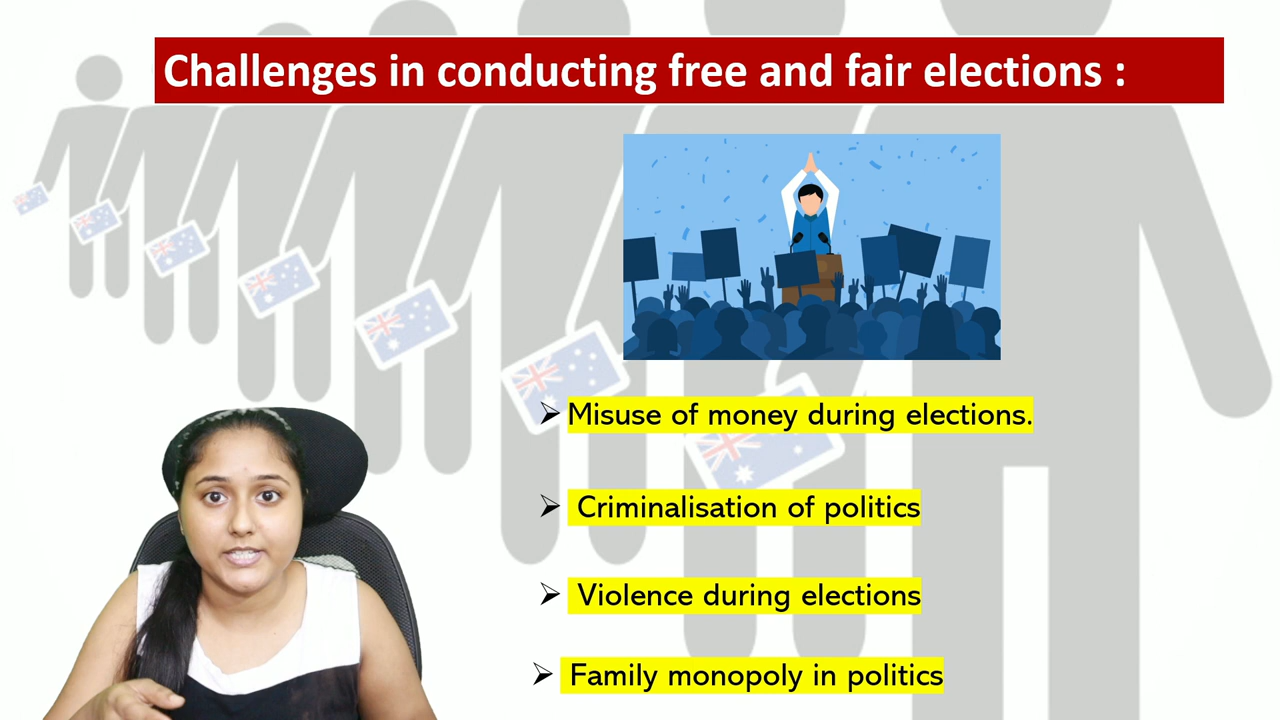 Challenges in conducting free and fair elections :
Misuse of money during elections.
Criminalisation of politics
Violence during elections
Family monopoly in politics